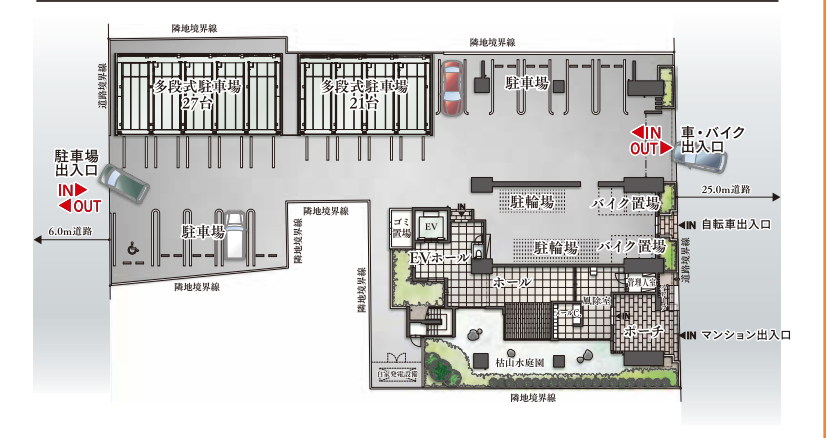 隣地境界線
隣地境界線
道路境界線
多段式駐車場
27台
多段式駐車場
21台
駐車場
IN
OUT
車・バイク
出入口
駐車場
出入口
IN
OUT
25.0m道路
6.0m道路
駐車場
隣地境界線
隣地境界線
隣地境界線
隣地境界線
ゴミ
置場
EV
IN
EVホール
駐輪場
バイク置場
駐輪場
バイク置場
IN 自転車出入口
道路境界線
ホール
管理人室
風除室
メールC.
IN
ポーチ
IN マンション出入口
枯山水庭園
自家発電設備
隣地境界線